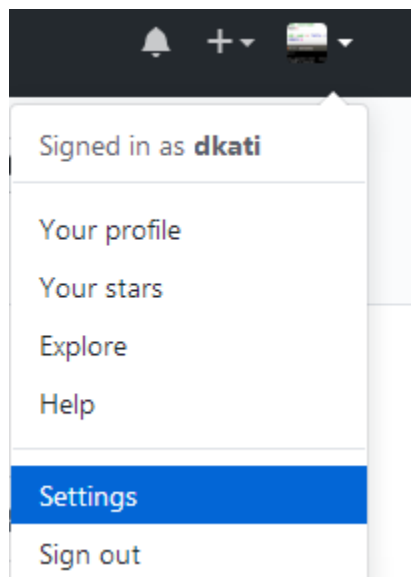 Signed in as dkati
Your profile
Your stars
Explore
Help
Settings
Sign out